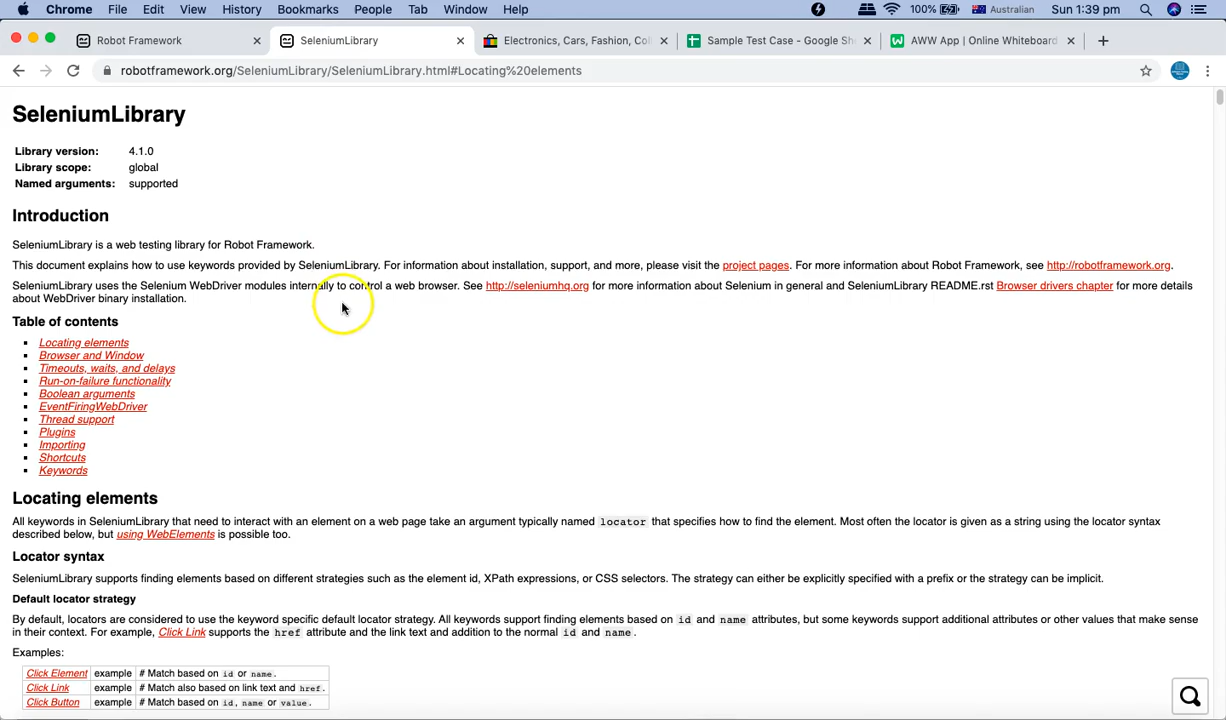 Chrome File Edit View History Bookmarks People Tab Window Help 100% Australian Sun 1:39 pm
Robot Framework SeleniumLibrary Electronics, Cars, Fashion, Col Sample Test Case - Google Sh AWW App | Online Whiteboard
robotframework.org/SeleniumLibrary/SeleniumLibrary.html#Locating%20elements
SeleniumLibrary
Library version: 4.1.0
Library scope: global
Named arguments: supported
Introduction
SeleniumLibrary is a web testing library for Robot Framework.
This document explains how to use keywords provided by SeleniumLibrary. For information about installation, support, and more, please visit the project pages. For more information about Robot Framework, see http://robotframework.org.
SeleniumLibrary uses the Selenium WebDriver modules internally to control a web browser. See http://seleniumhq.org for more information about Selenium in general and SeleniumLibrary README.rst Browser drivers chapter for more details
about WebDriver binary installation.
Table of contents
Locating elements
Browser and Window
Timeouts, waits, and delays
Run-on-failure functionality
Boolean arguments
EventFiringWebDriver
Thread support
Plugins
Importing
Shortcuts
Keywords
Locating elements
All keywords in SeleniumLibrary that need to interact with an element on a web page take an argument typically named locator that specifies how to find the element. Most often the locator is given as a string using the locator syntax
described below, but using WebElements is possible too.
Locator syntax
SeleniumLibrary supports finding elements based on different strategies such as the element id, XPath expressions, or CSS selectors. The strategy can either be explicitly specified with a prefix or the strategy can be implicit.
Default locator strategy
By default, locators are considered to use the keyword specific default locator strategy. All keywords support finding elements based on id and name attributes, but some keywords support additional attributes or other values that make sense
in their context. For example, Click Link supports the href attribute and the link text and addition to the normal id and name.
Examples:
Click Element example # Match based on id or name.
Click Link example # Match also based on link text and href.
Click Button example # Match based on id, name or value.